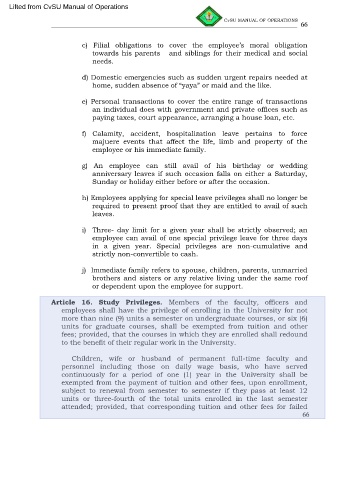 Lifted from CvSU Manual of Operations
CvSU MANUAL OF OPERATIONS 66
c) Filial obligations to cover the employee's moral obligation
towards his parents and siblings for their medical and social
needs.
d) Domestic emergencies such as sudden urgent repairs needed at
home, sudden absence of "yaya" or maid and the like.
e) Personal transactions to cover the entire range of transactions
an individual does with government and private offices such as
paying taxes, court appearance, arranging a house loan, etc.
f) Calamity, accident, hospitalization leave pertains to force
majuere events that affect the life, limb and property of the
employee or his immediate family.
g) An employee can still avail of his birthday or wedding
anniversary leaves if such occasion falls on either a Saturday,
Sunday or holiday either before or after the occasion.
h) Employees applying for special leave privileges shall no longer be
required to present proof that they are entitled to avail of such
leaves.
i) Three- day limit for a given year shall be strictly observed; an
employee can avail of one special privilege leave for three days
in a given year. Special privileges are non-cumulative and
strictly non-convertible to cash.
j) Immediate family refers to spouse, children, parents, unmarried
brothers and sisters or any relative living under the same roof
or dependent upon the employee for support.
Article 16. Study Privileges. Members of the faculty, officers and
employees shall have the privilege of enrolling in the University for not
more than nine (9) units a semester on undergraduate courses, or six (6)
units for graduate courses, shall be exempted from tuition and other
fees; provided, that the courses in which they are enrolled shall redound
to the benefit of their regular work in the University.
Children, wife or husband of permanent full-time faculty and
personnel including those on daily wage basis, who have served
continuously for a period of one (1) year in the University shall be
exempted from the payment of tuition and other fees, upon enrollment,
subject to renewal from semester to semester if they pass at least 12
units or three-fourth of the total units enrolled in the last semester
attended; provided, that corresponding tuition and other fees for failed
66